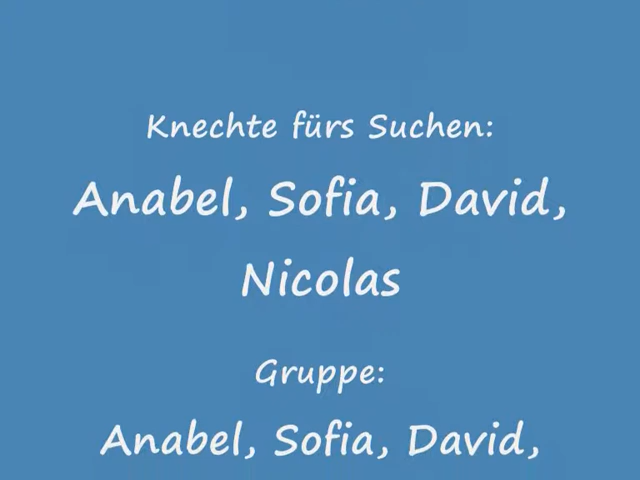 Knechte fürs Suchen:
Anabel, Sofia, David,
Nicolas
Gruppe:
Anabel, Sofia, David,